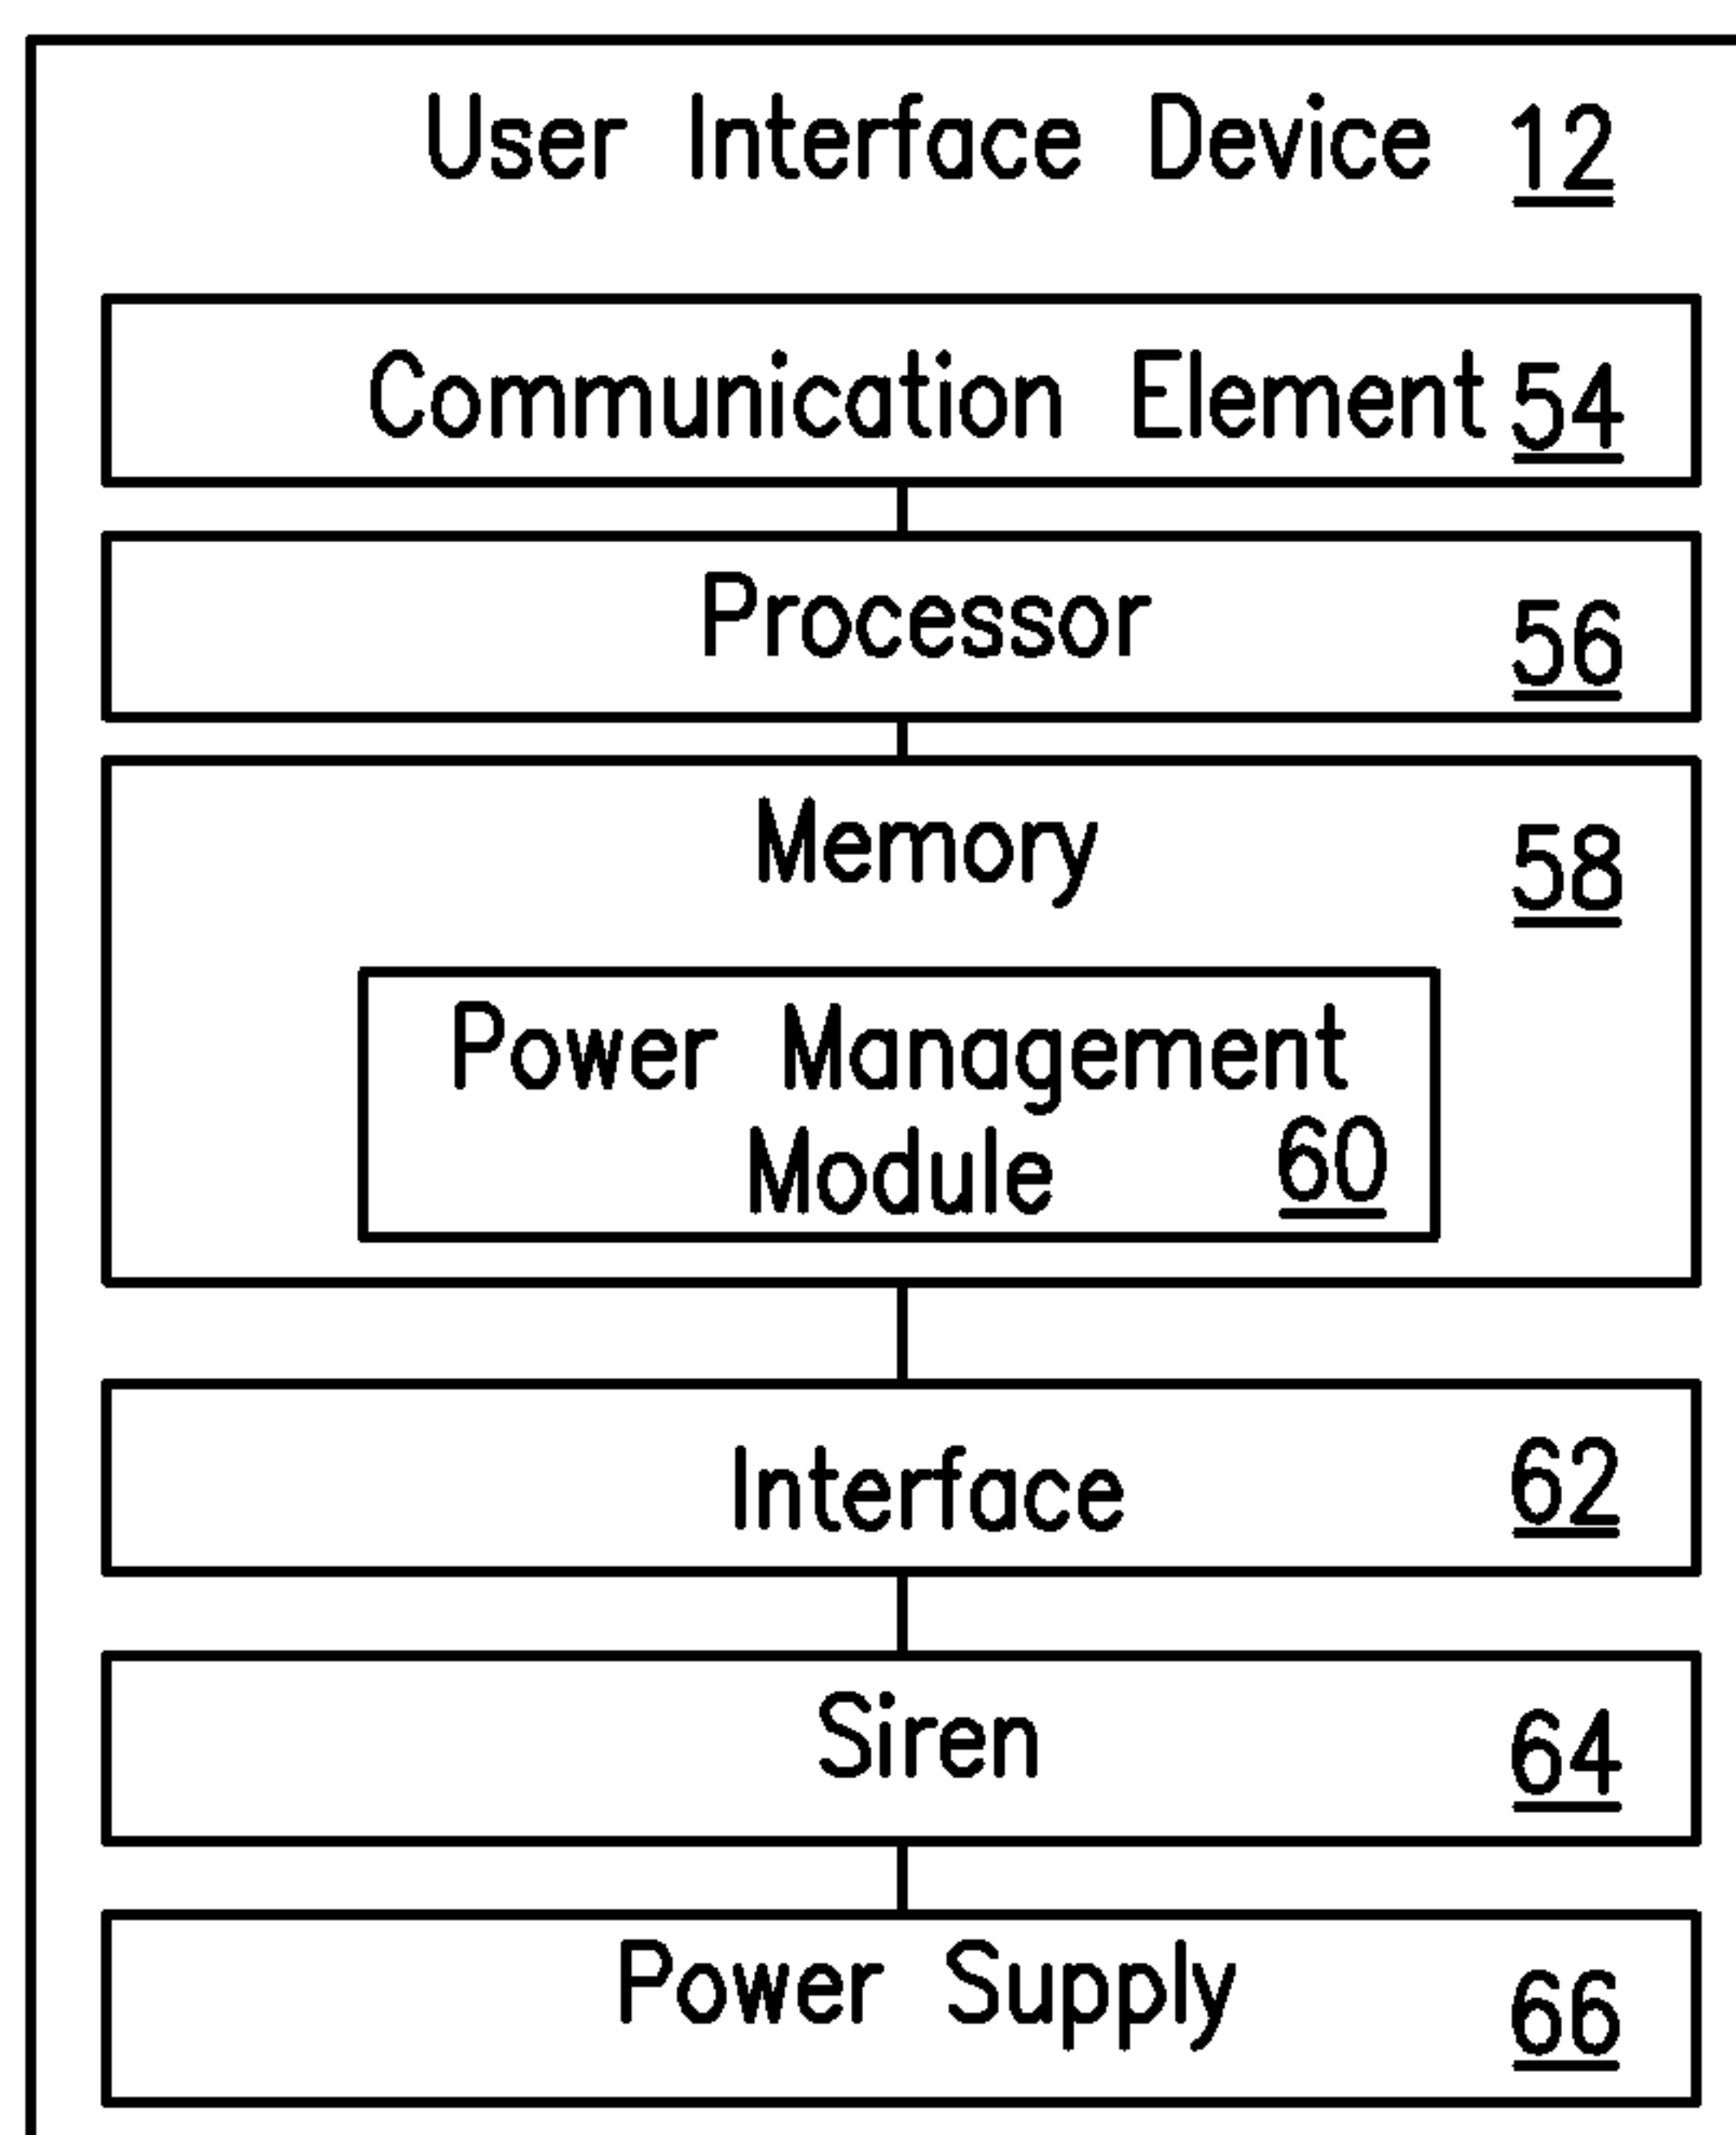 User Interface Device 12
Communication Element 54
Processor 56
Memory 58
Power Management
Module 60
Interface 62
Siren 64
Power Supply 66